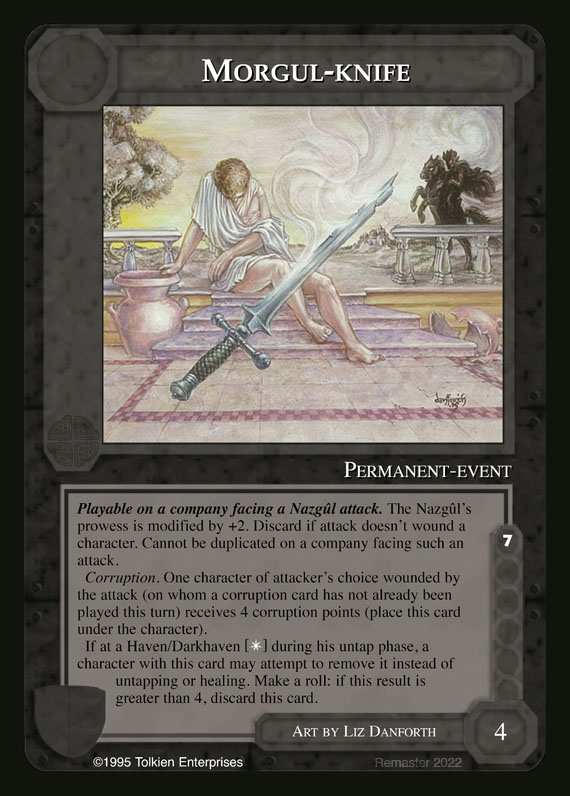 Morgul-knife
Permanent-event
Playable on a company facing a Nazgûl attack. The Nazgûl's
prowess is modified by +2. Discard if attack doesn't wound a
character. Cannot be duplicated on a company facing such an
attack.
Corruption. One character of attacker's choice wounded by
the attack (on whom a corruption card has not already been
played this turn) receives 4 corruption points (place this card
under the character).
If at a Haven/Darkhaven [☀] during his untap phase, a
character with this card may attempt to remove it instead of
untapping or healing. Make a roll: if this result is
greater than 4, discard this card.
7
Art by Liz Danforth
4
©1995 Tolkien Enterprises
Remaster 2022